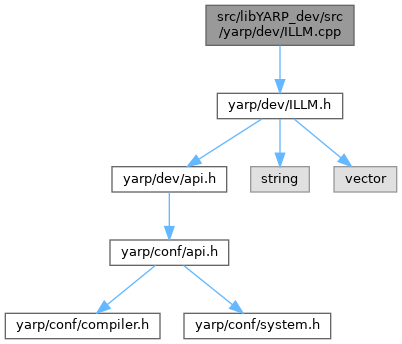 src/libYARP_dev/src
/yarp/dev/ILLM.cpp
yarp/dev/ILLM.h
yarp/dev/api.h
string
vector
yarp/conf/api.h
yarp/conf/compiler.h
yarp/conf/system.h